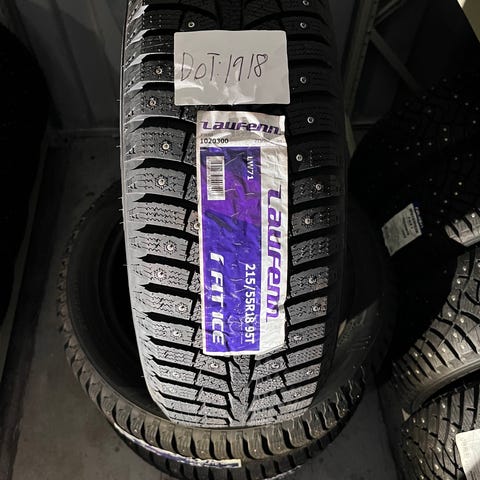 DOT:1918
Laufenn
1020300
LW71
Laufenn
215/55R18 95T
I FIT ICE